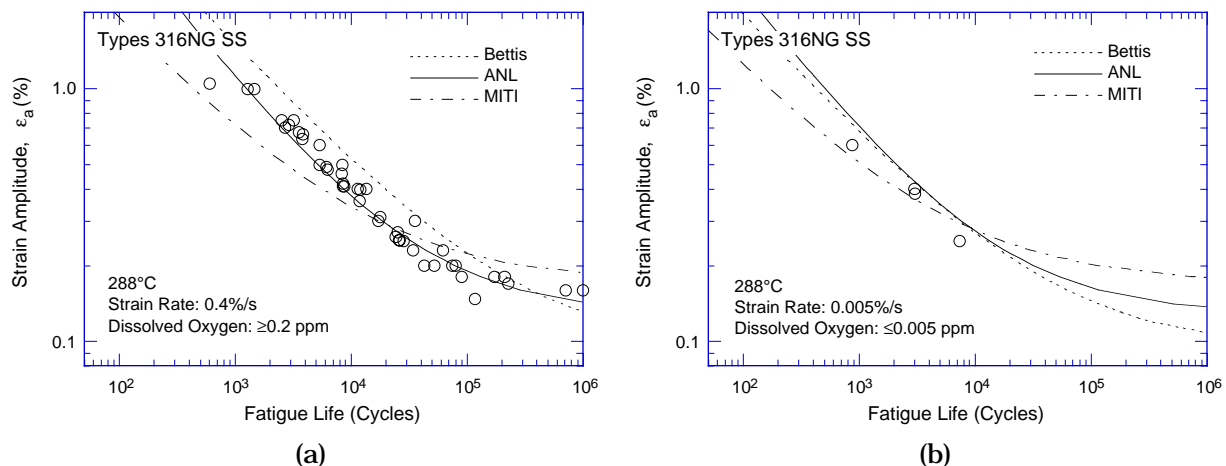 Types 316NG SS
Bettis
ANL
MITI
1.0
0.1
Strain Amplitude, εa (%)
288°C
Strain Rate: 0.4%/s
Dissolved Oxygen: ≥0.2 ppm
10² 10³ 10⁴ 10⁵ 10⁶
Fatigue Life (Cycles)
(a)
Types 316NG SS
Bettis
ANL
MITI
1.0
0.1
Strain Amplitude, εa (%)
288°C
Strain Rate: 0.005%/s
Dissolved Oxygen: ≤0.005 ppm
10² 10³ 10⁴ 10⁵ 10⁶
Fatigue Life (Cycles)
(b)